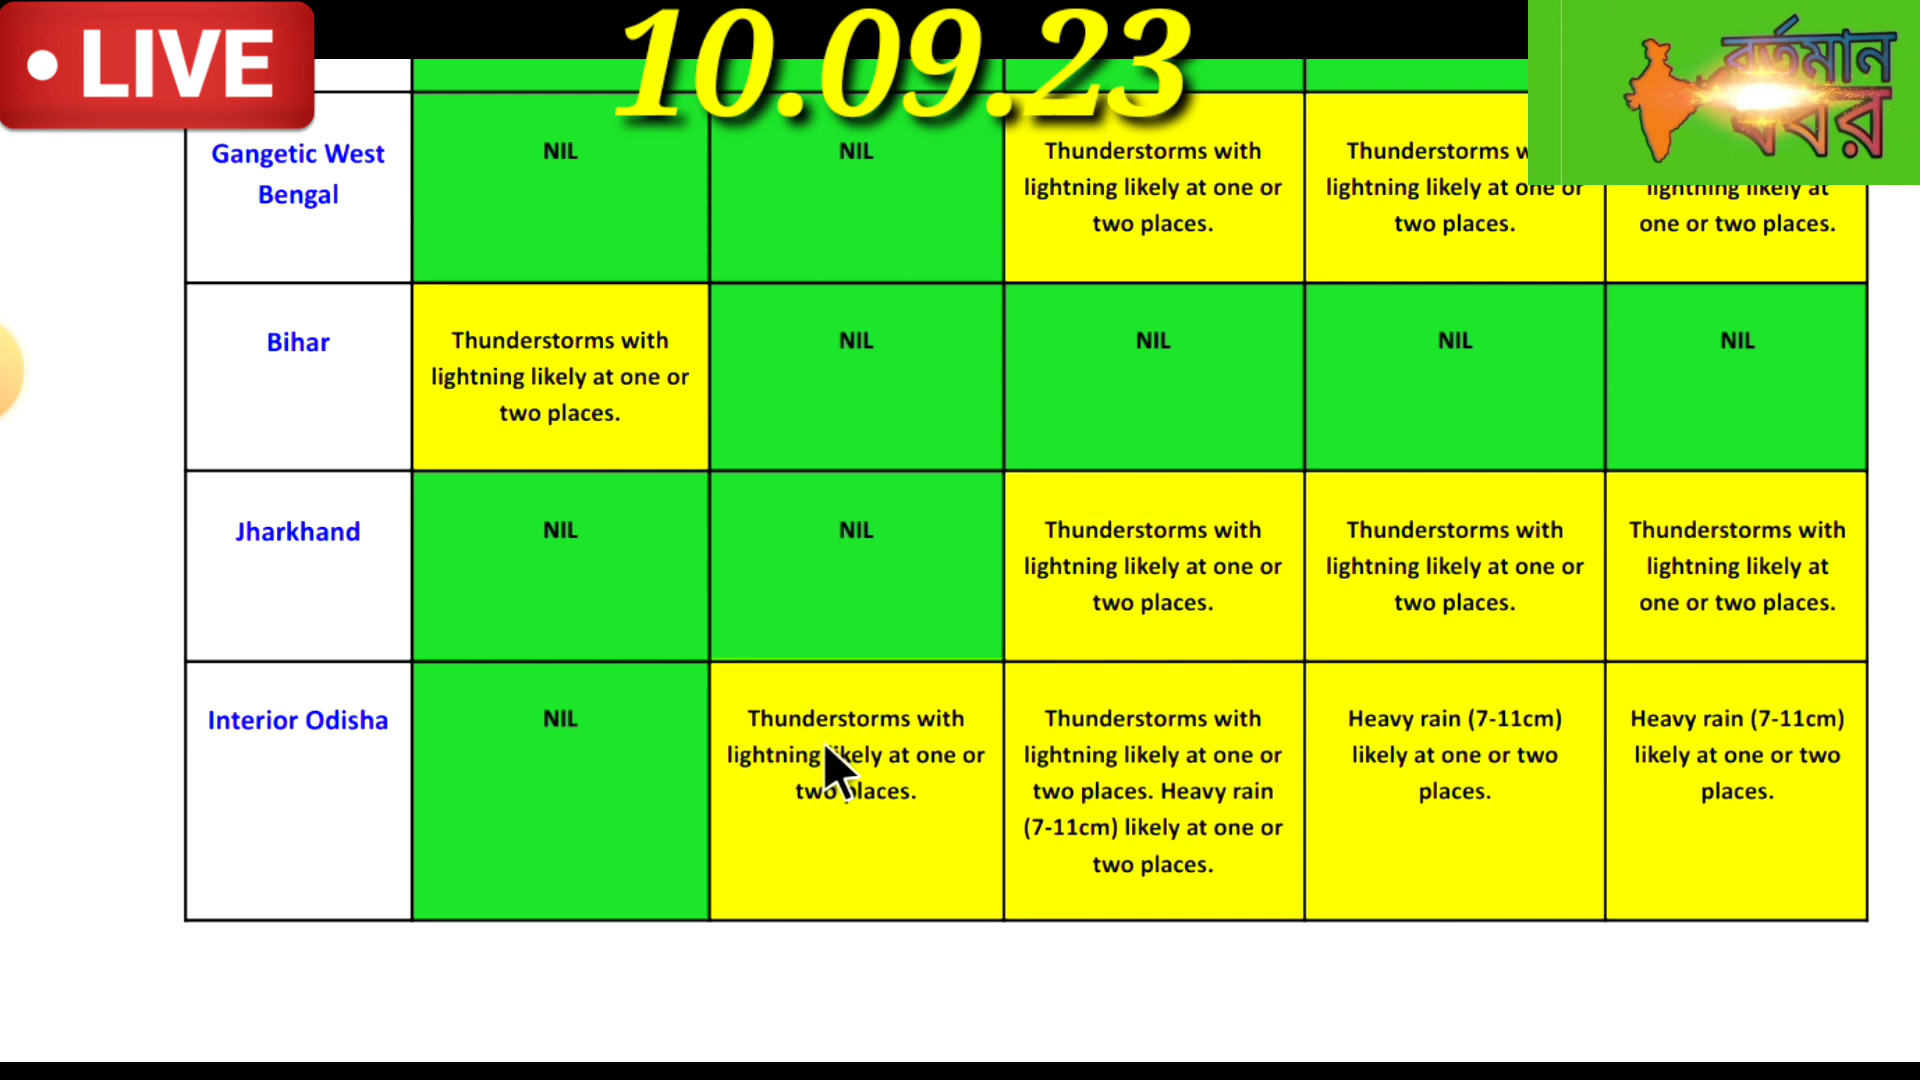 • LIVE
10.09.23
বর্তমান
খবর
Gangetic West
Bengal
NIL
NIL
Thunderstorms with
lightning likely at one or
two places.
Thunderstorms
lightning likely at one or
two places.
lightning likely at
one or two places.
Bihar
Thunderstorms with
lightning likely at one or
two places.
NIL
NIL
NIL
NIL
Jharkhand
NIL
NIL
Thunderstorms with
lightning likely at one or
two places.
Thunderstorms with
lightning likely at one or
two places.
Thunderstorms with
lightning likely at
one or two places.
Interior Odisha
NIL
Thunderstorms with
lightning likely at one or
two places.
Thunderstorms with
lightning likely at one or
two places. Heavy rain
(7-11cm) likely at one or
two places.
Heavy rain (7-11cm)
likely at one or two
places.
Heavy rain (7-11cm)
likely at one or two
places.